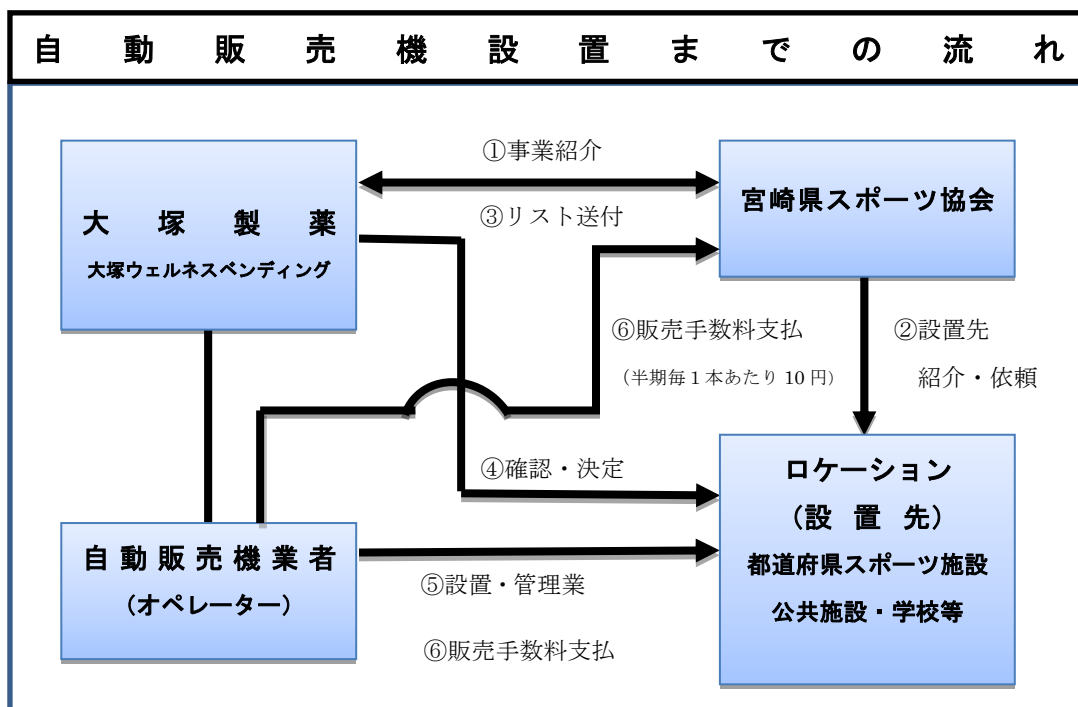 自動販売機設置までの流れ
①事業紹介
大塚製薬
大塚ウェルネスベンディング
宮崎県スポーツ協会
③リスト送付
⑥販売手数料支払
（半期毎1本あたり10円）
②設置先
紹介・依頼
④確認・決定
ロケーション
（設置先）
都道府県スポーツ施設
公共施設・学校等
自動販売機業者
（オペレーター）
⑤設置・管理業
⑥販売手数料支払